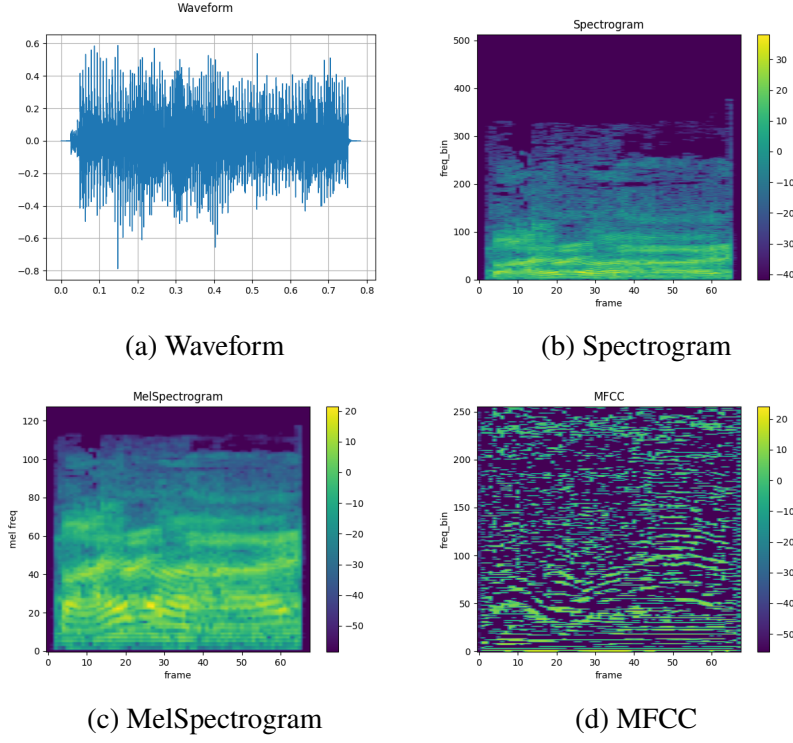 Waveform
0.6
0.4
0.2
0.0
−0.2
−0.4
−0.6
−0.8
0.0 0.1 0.2 0.3 0.4 0.5 0.6 0.7 0.8
(a) Waveform
Spectrogram
freq_bin
500
400
300
200
100
0
0 10 20 30 40 50 60
frame
30
20
10
0
−10
−20
−30
−40
(b) Spectrogram
MelSpectrogram
mel freq
120
100
80
60
40
20
0
0 10 20 30 40 50 60
frame
20
10
0
−10
−20
−30
−40
−50
(c) MelSpectrogram
MFCC
freq_bin
250
200
150
100
50
0
0 10 20 30 40 50 60
frame
20
10
0
−10
−20
−30
−40
−50
(d) MFCC